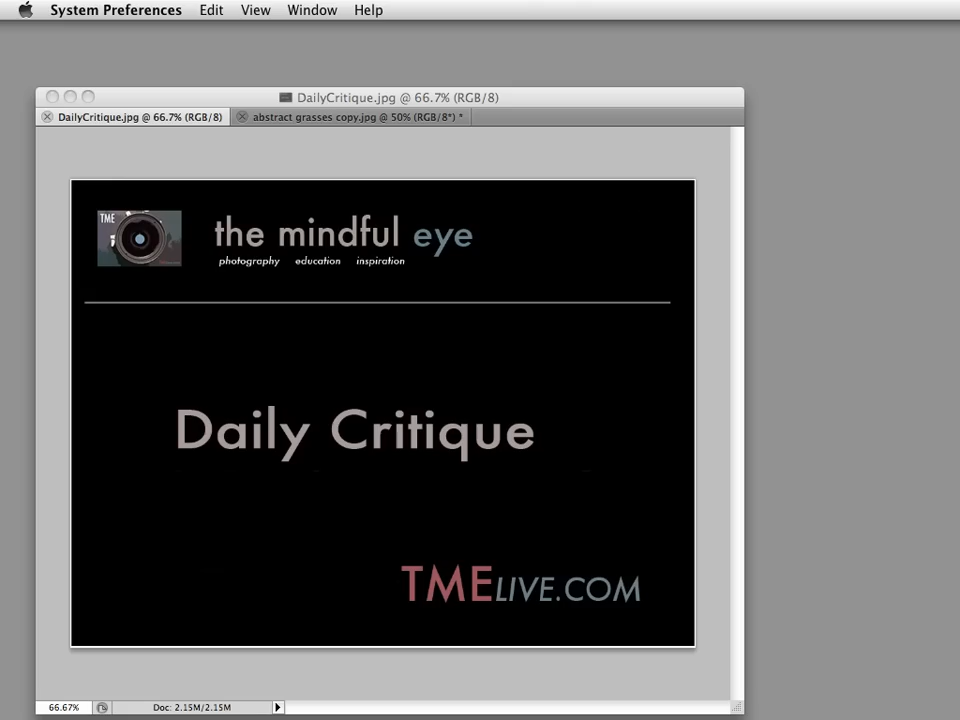 System Preferences Edit View Window Help
DailyCritique.jpg @ 66.7% (RGB/8)
DailyCritique.jpg @ 66.7% (RGB/8) abstract grasses copy.jpg @ 50% (RGB/8*) *
TME
the mindful eye
photography education inspiration
Daily Critique
TMELIVE.COM
66.67% Doc: 2.15M/2.15M